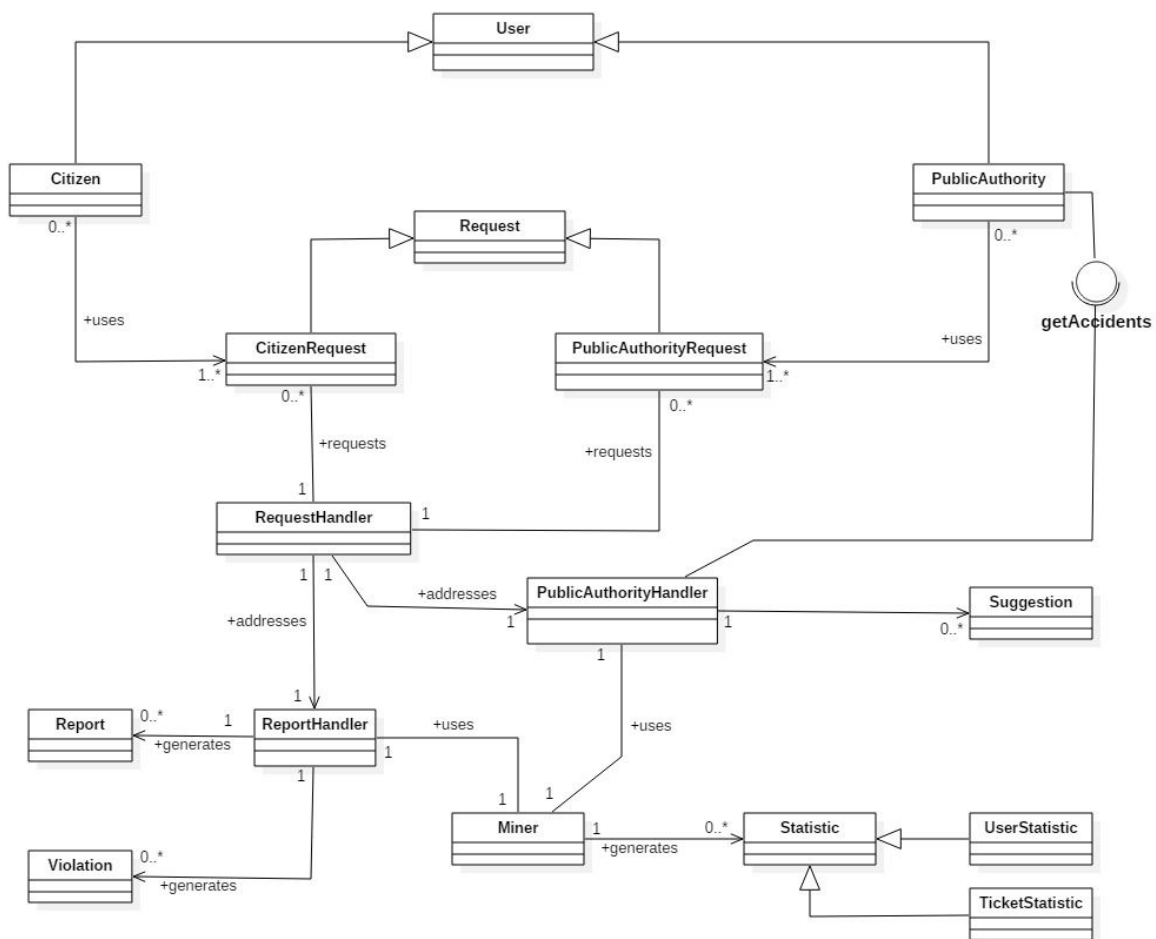 User
Citizen
PublicAuthority
0..*
Request
0..*
+uses
getAccidents
CitizenRequest
PublicAuthorityRequest
+uses
1..*
1..*
0..*
0..*
+requests
+requests
1
RequestHandler
1
1
1
+addresses
PublicAuthorityHandler
Suggestion
+addresses
1
1
0..*
1
1
Report
0..*
1
ReportHandler
+uses
+uses
+generates
1
1
1
1
Miner
1
0..*
Statistic
UserStatistic
+generates
Violation
0..*
+generates
TicketStatistic